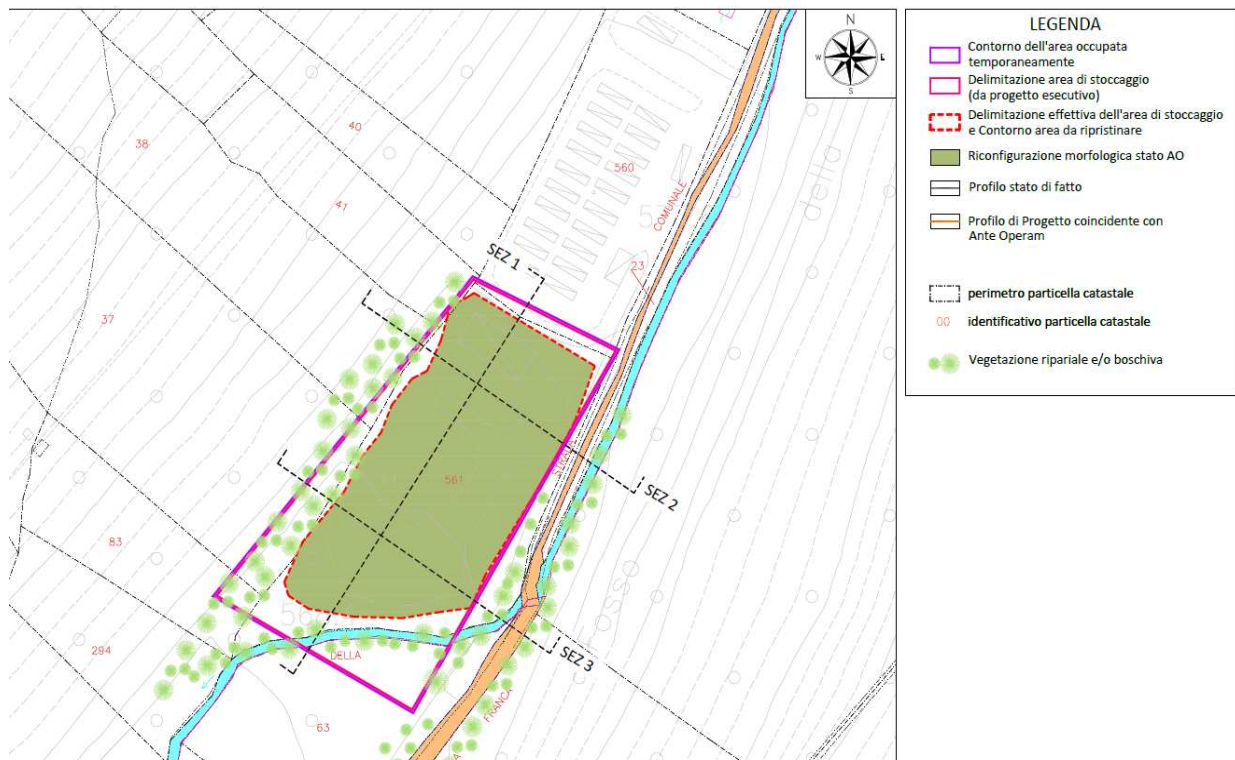 N
W
L
S
38
40
41
560
COMUNALE
23
dello
SEZ 1
37
STRADA
561
SEZ 2
83
Fosso
294
DELLA
SEZ 3
FRANCA
63
LEGENDA
Contorno dell'area occupata
temporaneamente
Delimitazione area di stoccaggio
(da progetto esecutivo)
Delimitazione effettiva dell'area di stoccaggio
e Contorno area da ripristinare
Riconfigurazione morfologica stato AO
Profilo stato di fatto
Profilo di Progetto coincidente con
Ante Operam
perimetro particella catastale
00 identificativo particella catastale
Vegetazione ripariale e/o boschiva